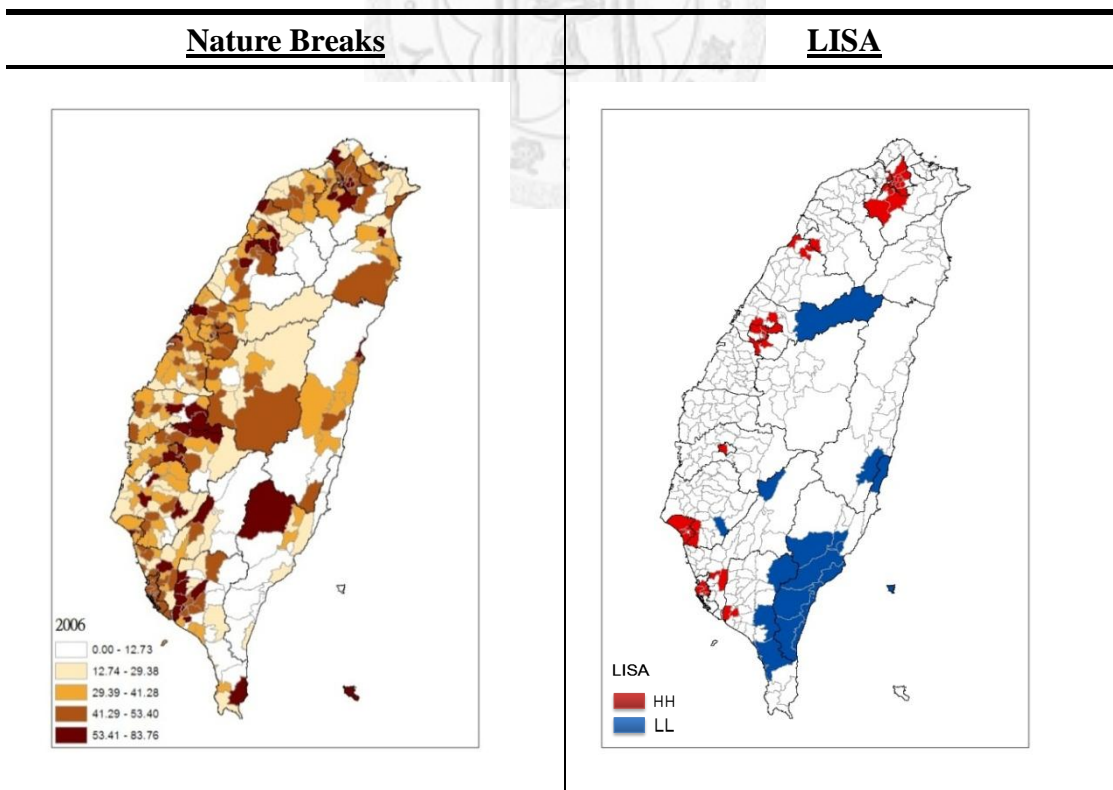 Nature Breaks
LISA
2006
0.00 - 12.73
12.74 - 29.38
29.39 - 41.28
41.29 - 53.40
53.41 - 83.76
LISA
HH
LL